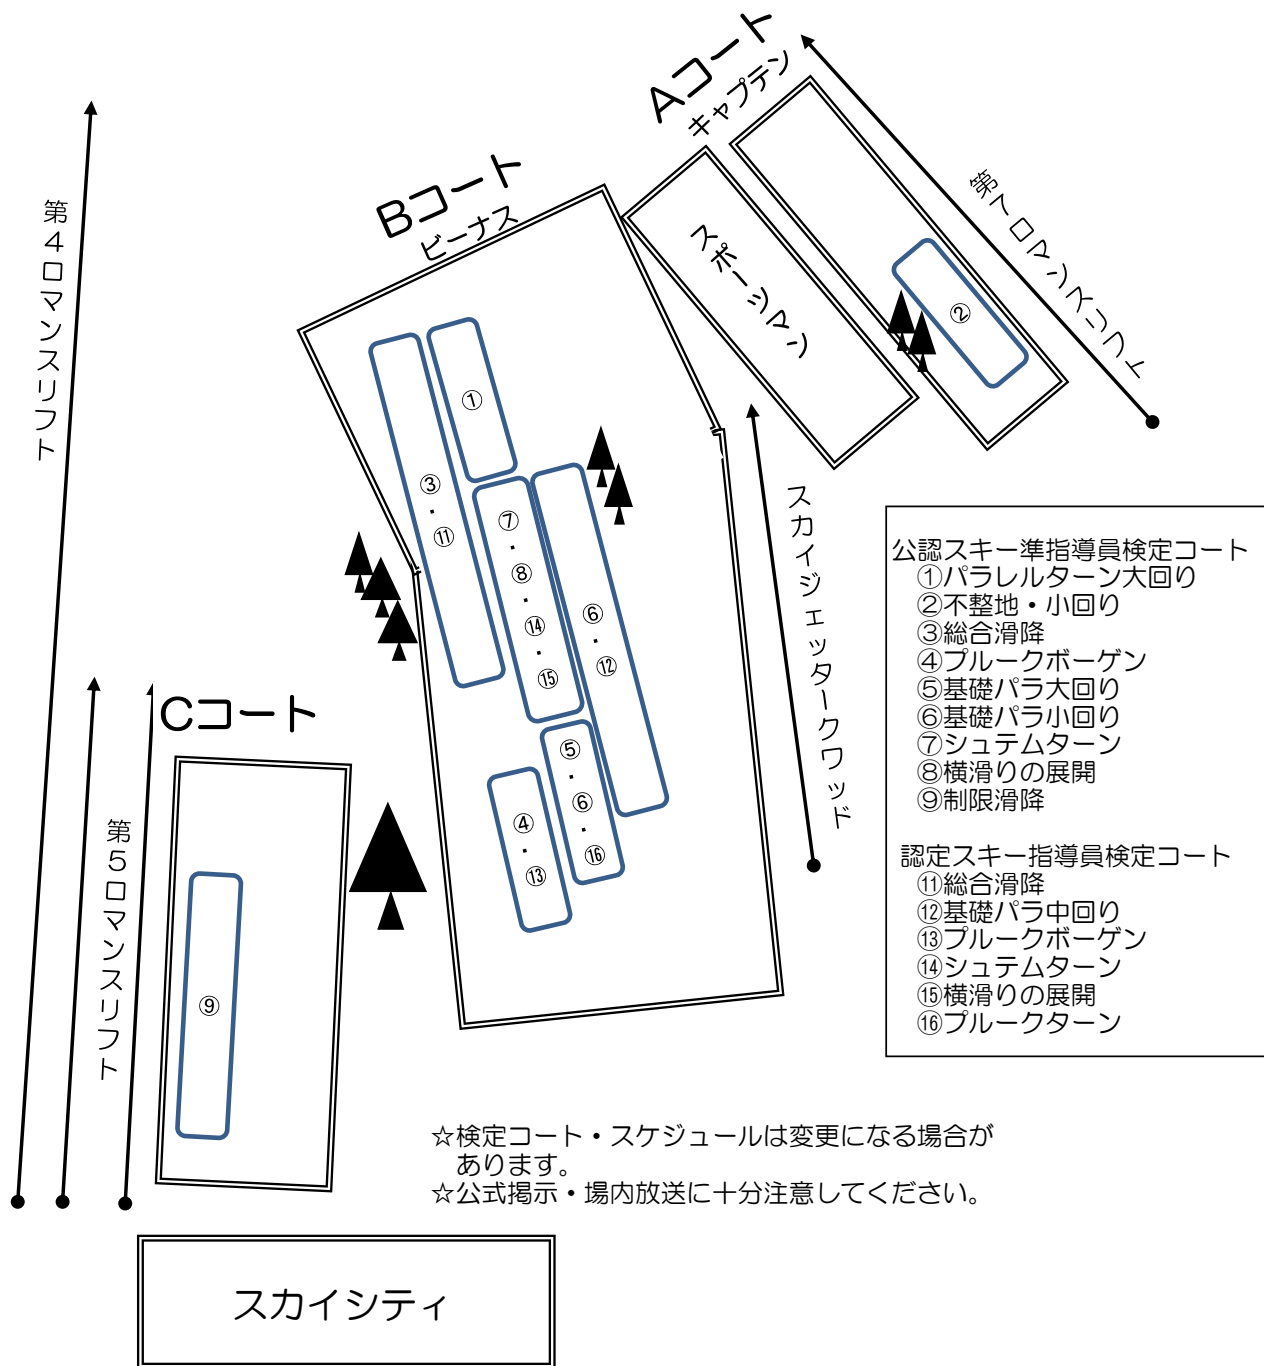 Aコート
キャプテン
第7ロマンスリフト
Bコート
ビーナス
スポーツマン
第4ロマンスリフト
②
①
③・⑪
⑦・⑧・⑭・⑮
⑥・⑫
スカイジェッタークワッド
⑤・⑥・⑯
④・⑬
Cコート
第5ロマンスリフト
⑨
公認スキー準指導員検定コート
①パラレルターン大回り
②不整地・小回り
③総合滑降
④プルークボーゲン
⑤基礎パラ大回り
⑥基礎パラ小回り
⑦シュテムターン
⑧横滑りの展開
⑨制限滑降
認定スキー指導員検定コート
⑪総合滑降
⑫基礎パラ中回り
⑬プルークボーゲン
⑭シュテムターン
⑮横滑りの展開
⑯プルークターン
☆検定コート・スケジュールは変更になる場合が
あります。
☆公式掲示・場内放送に十分注意してください。
スカイシティ